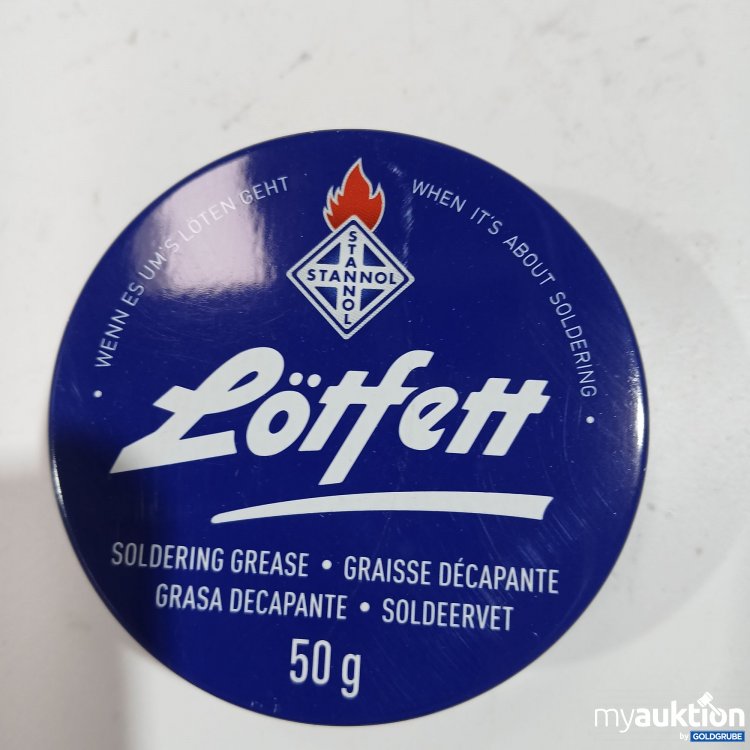 • WENN ES UM'S LÖTEN GEHT
WHEN IT'S ABOUT SOLDERING •
STANNOL
STANNOL
Lötfett
SOLDERING GREASE • GRAISSE DÉCAPANTE
GRASA DECAPANTE • SOLDEERVET
50 g
myauktion
by GOLDGRUBE